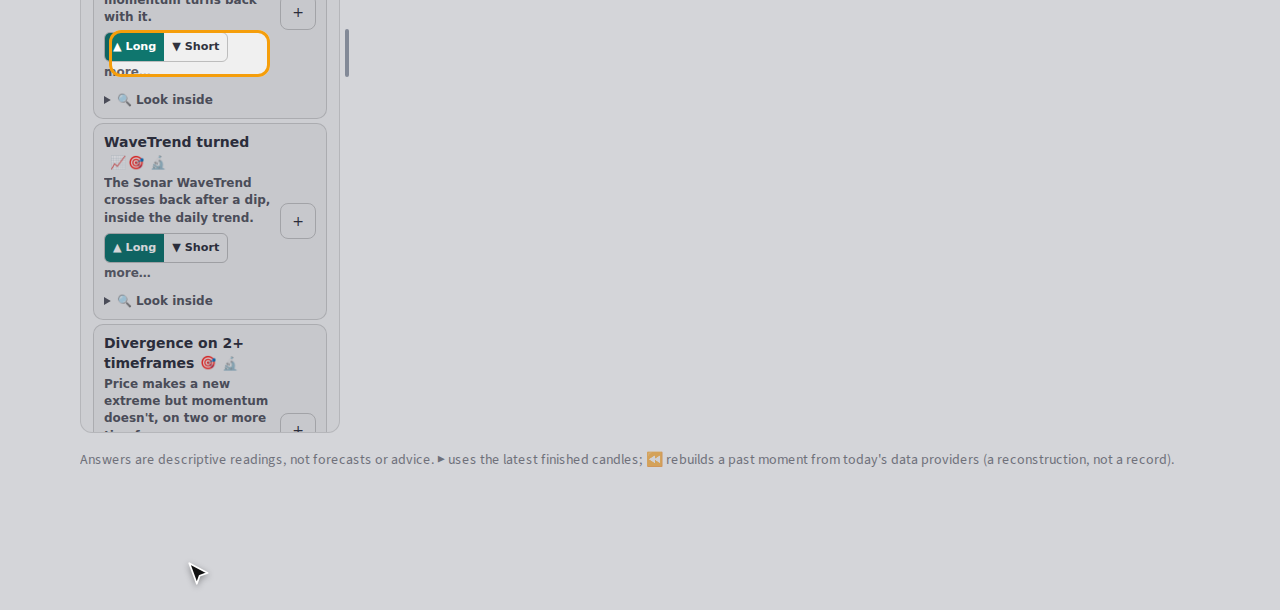 momentum turns back
with it.
+
▲ Long ▼ Short
more...
▶ 🔍 Look inside
WaveTrend turned
📈 🎯 🔬
The Sonar WaveTrend
crosses back after a dip,
inside the daily trend.
+
▲ Long ▼ Short
more...
▶ 🔍 Look inside
Divergence on 2+
timeframes 🎯 🔬
Price makes a new
extreme but momentum
doesn't, on two or more
+
Answers are descriptive readings, not forecasts or advice. ▶ uses the latest finished candles; ⏪ rebuilds a past moment from today's data providers (a reconstruction, not a record).